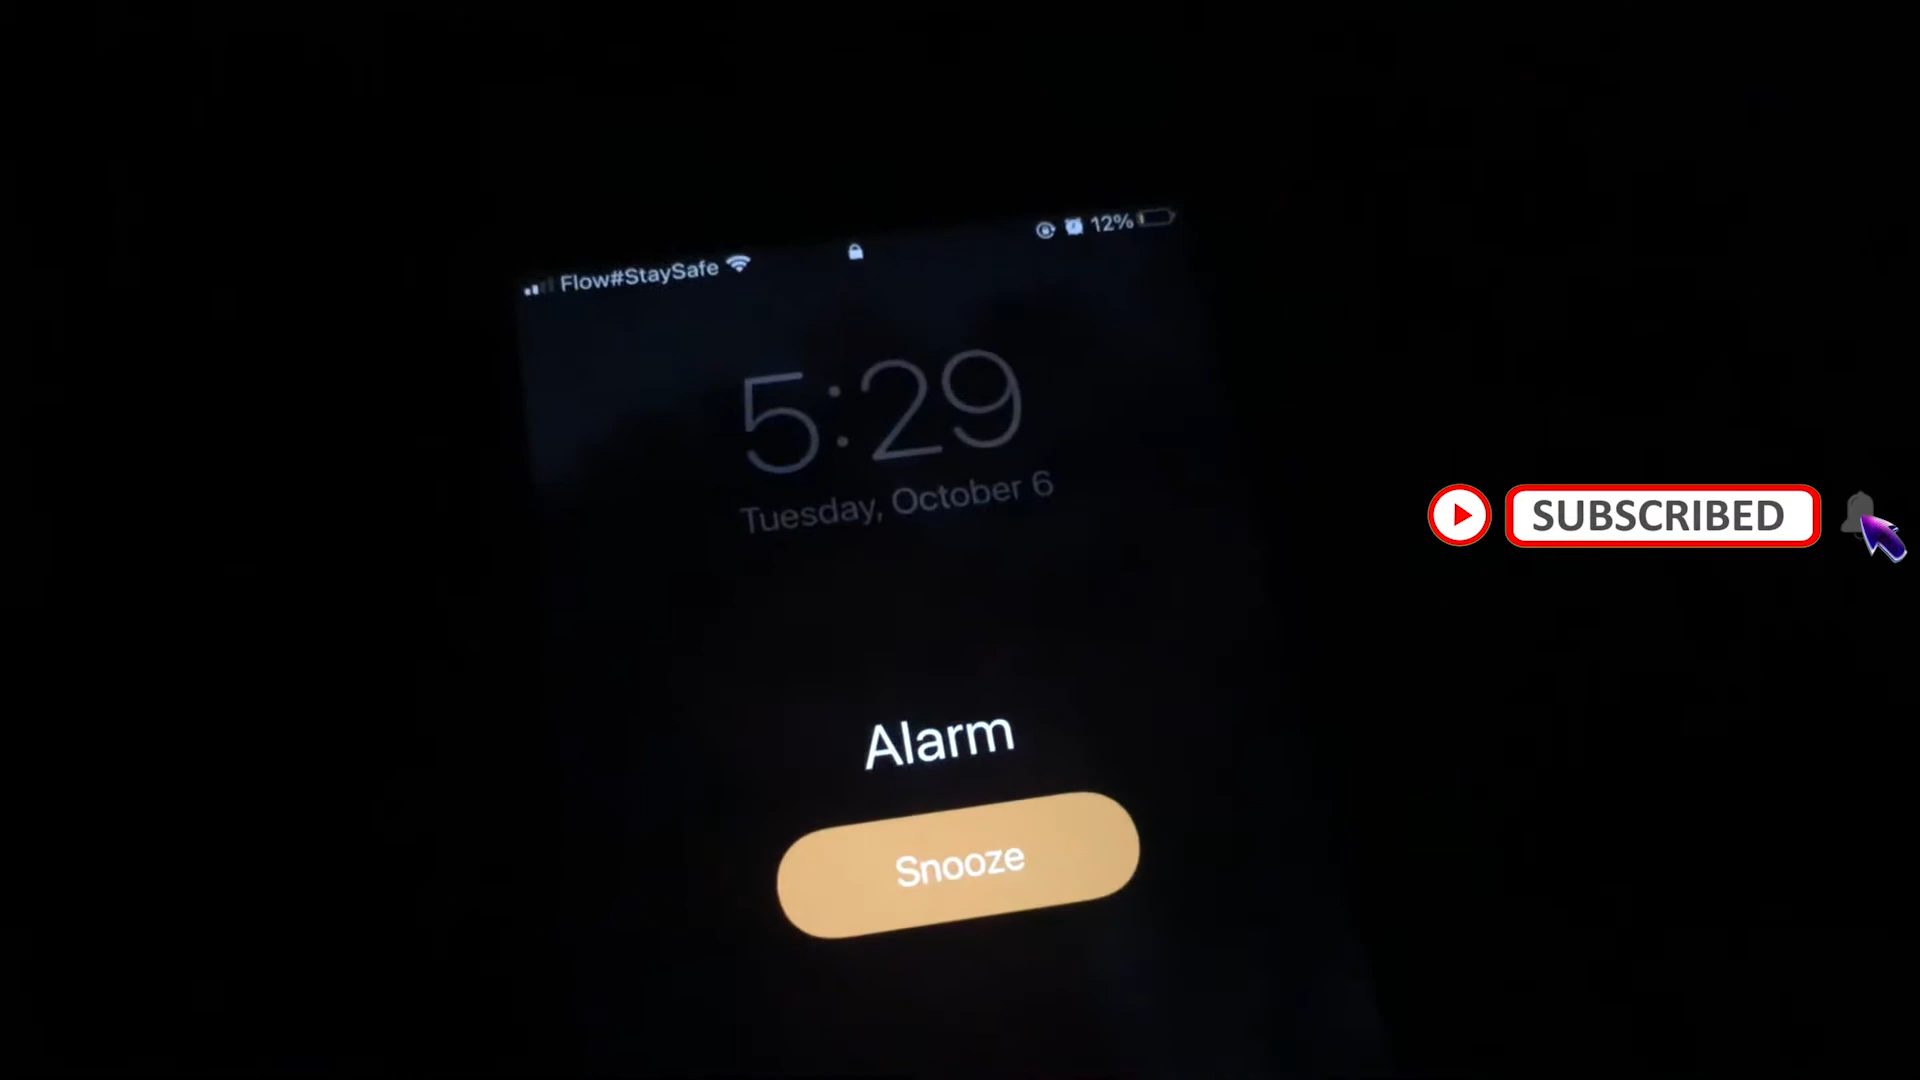 Flow#StaySafe
12%
5:29
Tuesday, October 6
SUBSCRIBED
Alarm
Snooze